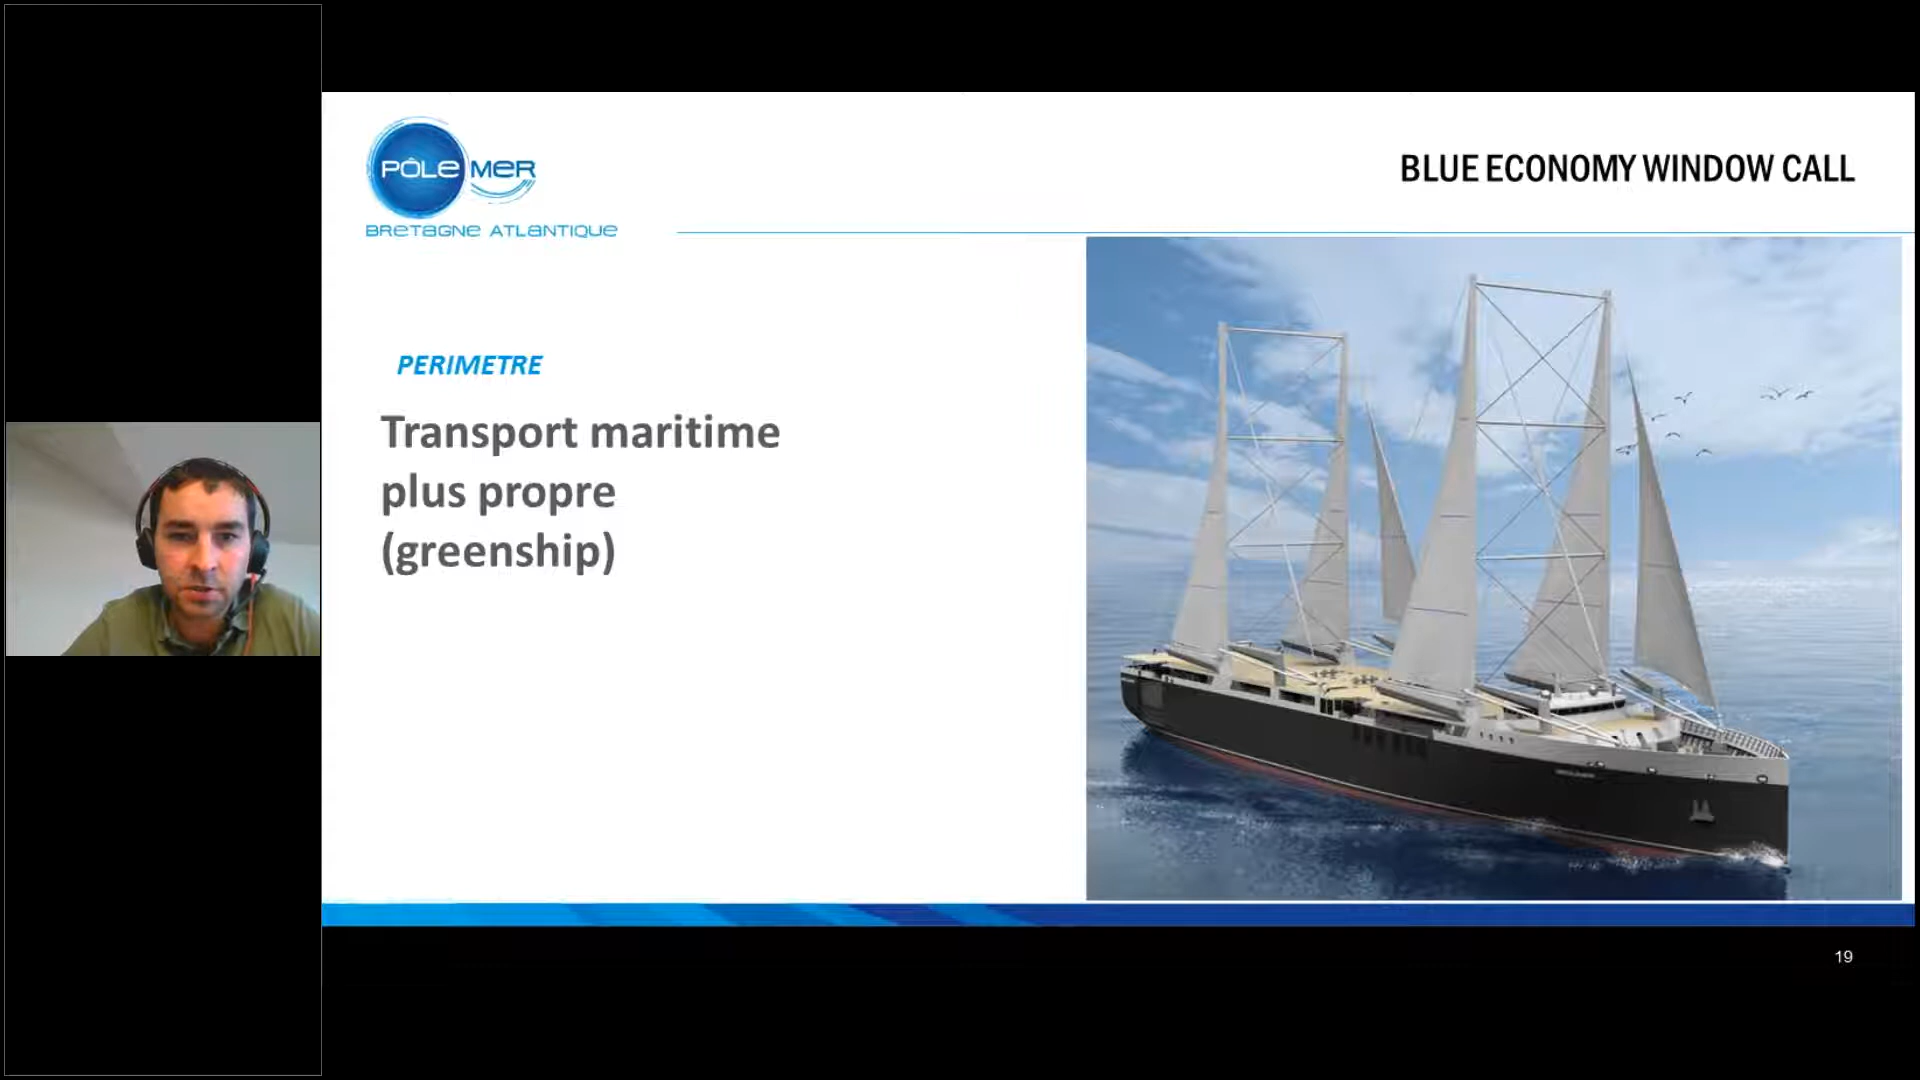 PÔLE MER
BRETAGNE ATLANTIQUE
BLUE ECONOMY WINDOW CALL
PERIMETRE
Transport maritime
plus propre
(greenship)
19